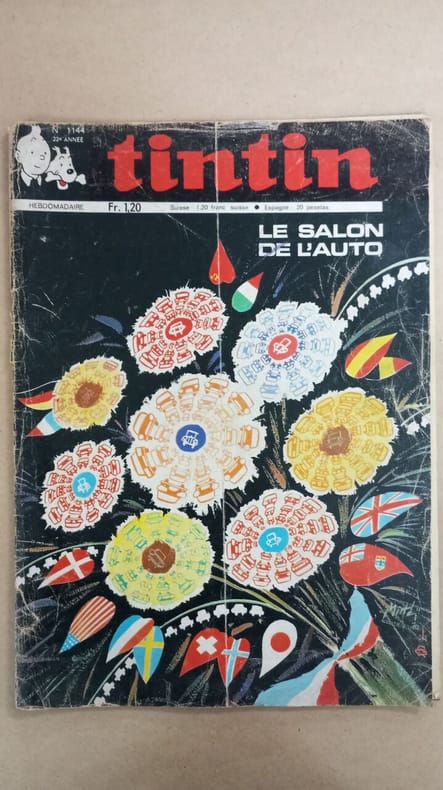 N° 1144
22e ANNÉE
tintin
HEBDOMADAIRE Fr. 1,20 Suisse : 1.20 franc suisse ● Espagne : 20 pesetas
LE SALON
DE L'AUTO